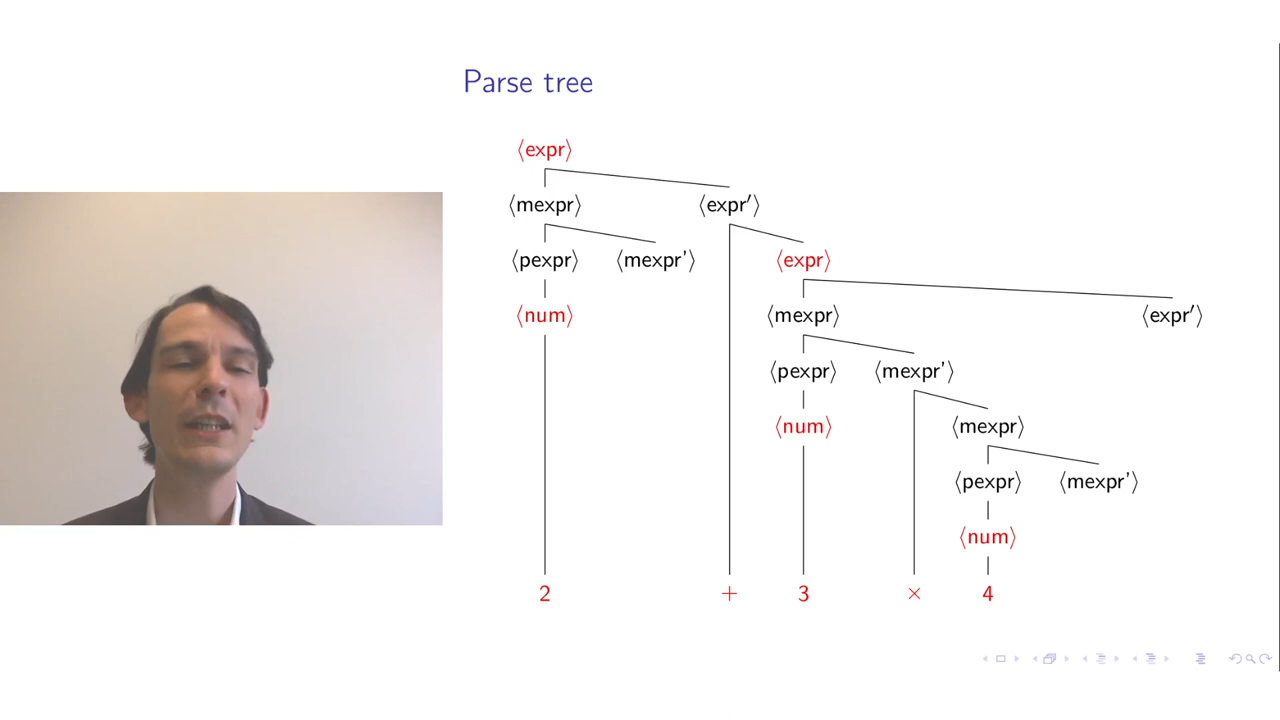 Parse tree
⟨expr⟩
⟨mexpr⟩ ⟨expr′⟩
⟨pexpr⟩ ⟨mexpr'⟩ ⟨expr⟩
⟨num⟩ ⟨mexpr⟩ ⟨expr′⟩
⟨pexpr⟩ ⟨mexpr'⟩
⟨num⟩ ⟨mexpr⟩
⟨pexpr⟩ ⟨mexpr'⟩
⟨num⟩
2 + 3 × 4